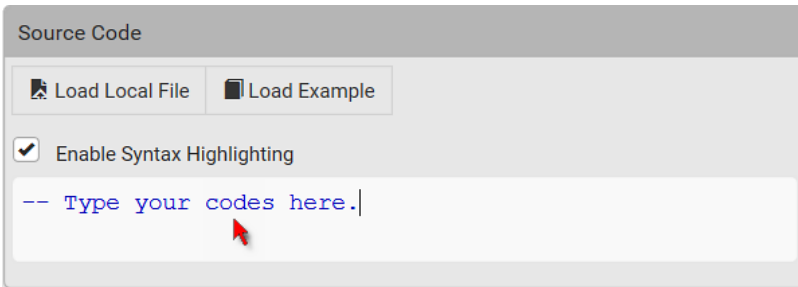 Source Code
Load Local File Load Example
Enable Syntax Highlighting
-- Type your codes here.